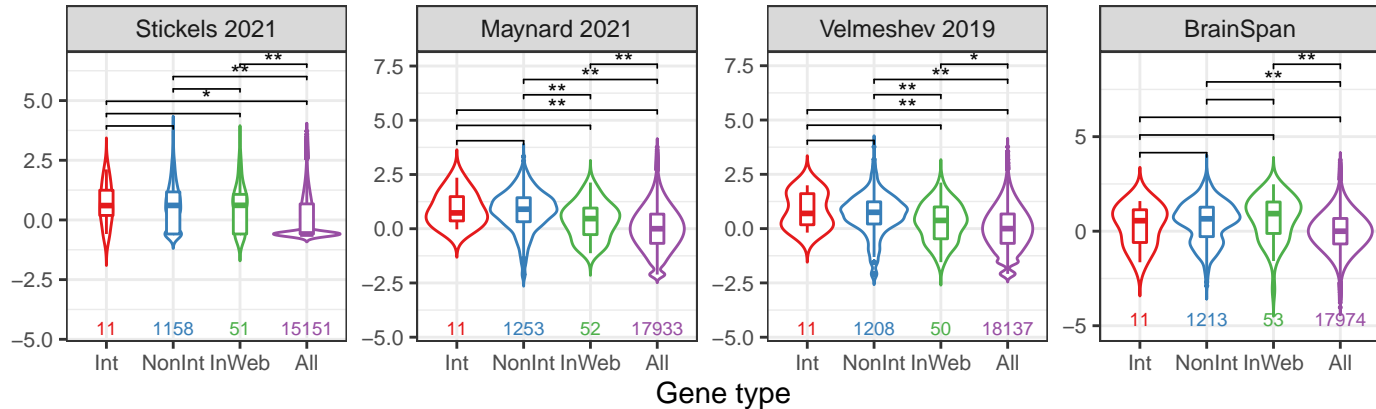 Stickels 2021
Maynard 2021
Velmeshev 2019
BrainSpan
5.0
2.5
0.0
−2.5
−5.0
**
**
*
11
1158
51
15151
Int
NonInt
InWeb
All
7.5
5.0
2.5
0.0
−2.5
−5.0
**
**
**
**
11
1253
52
17933
Int
NonInt
InWeb
All
7.5
5.0
2.5
0.0
−2.5
−5.0
*
**
**
**
11
1208
50
18137
Int
NonInt
InWeb
All
5
0
−5
**
**
11
1213
53
17974
Int
NonInt
InWeb
All
Gene type